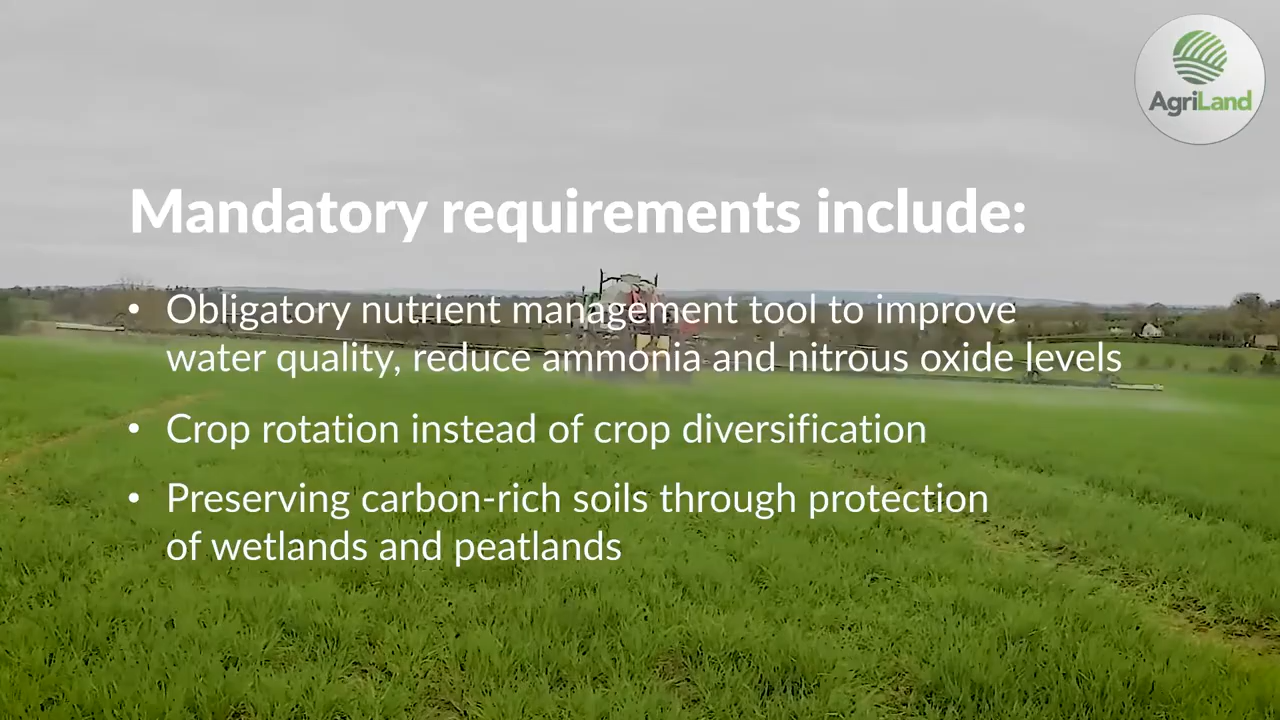 AgriLand
Mandatory requirements include:
• Obligatory nutrient management tool to improve
water quality, reduce ammonia and nitrous oxide levels
• Crop rotation instead of crop diversification
• Preserving carbon-rich soils through protection
of wetlands and peatlands